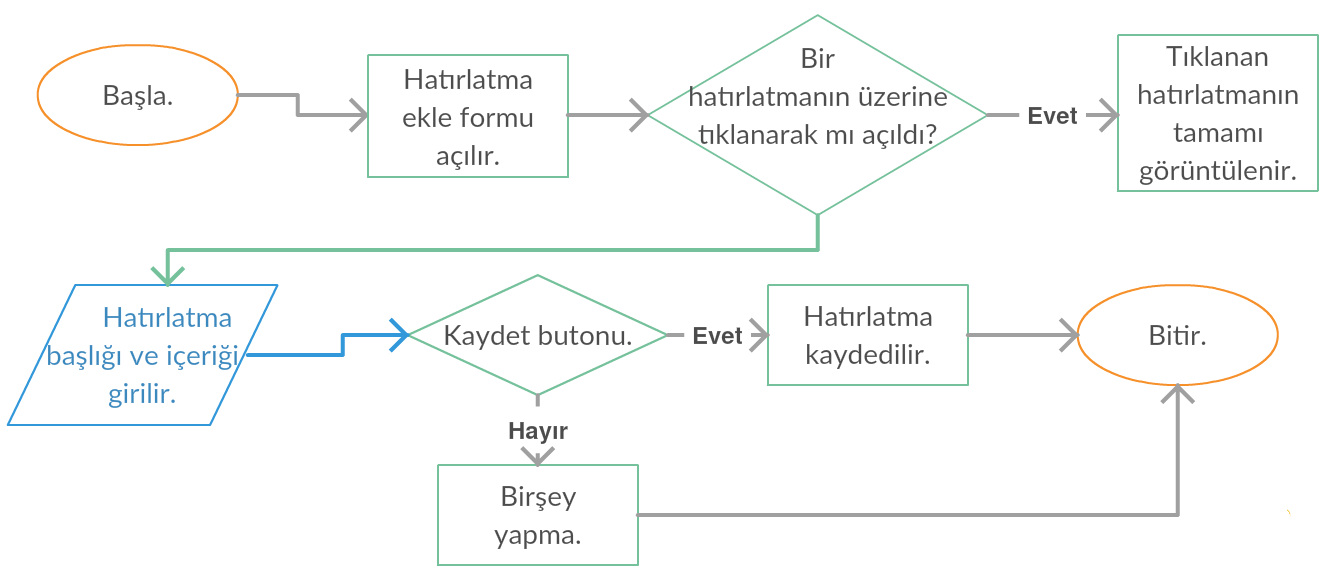 Başla.
Hatırlatma
ekle formu
açılır.
Bir
hatırlatmanın üzerine
tıklanarak mı açıldı?
Evet
Tıklanan
hatırlatmanın
tamamı
görüntülenir.
Hatırlatma
başlığı ve içeriği
girilir.
Kaydet butonu.
Evet
Hatırlatma
kaydedilir.
Bitir.
Hayır
Birşey
yapma.